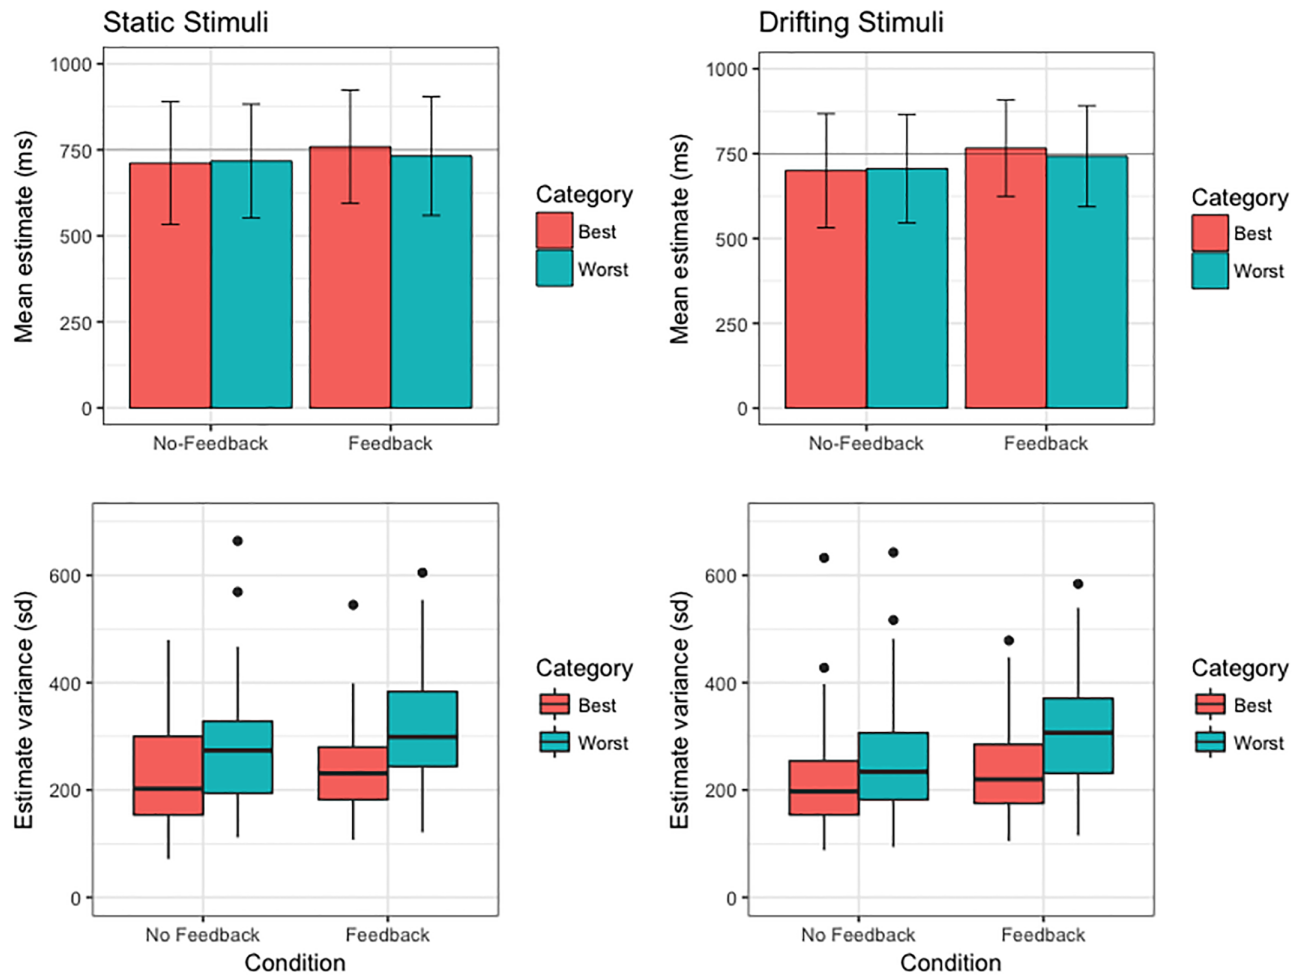 Static Stimuli
Mean estimate (ms)
1000
750
500
250
0
No-Feedback Feedback
Category
Best
Worst
Drifting Stimuli
Mean estimate (ms)
1000
750
500
250
0
No-Feedback Feedback
Category
Best
Worst
Estimate variance (sd)
600
400
200
0
No Feedback Feedback
Condition
Category
Best
Worst
Estimate variance (sd)
600
400
200
0
No Feedback Feedback
Condition
Category
Best
Worst